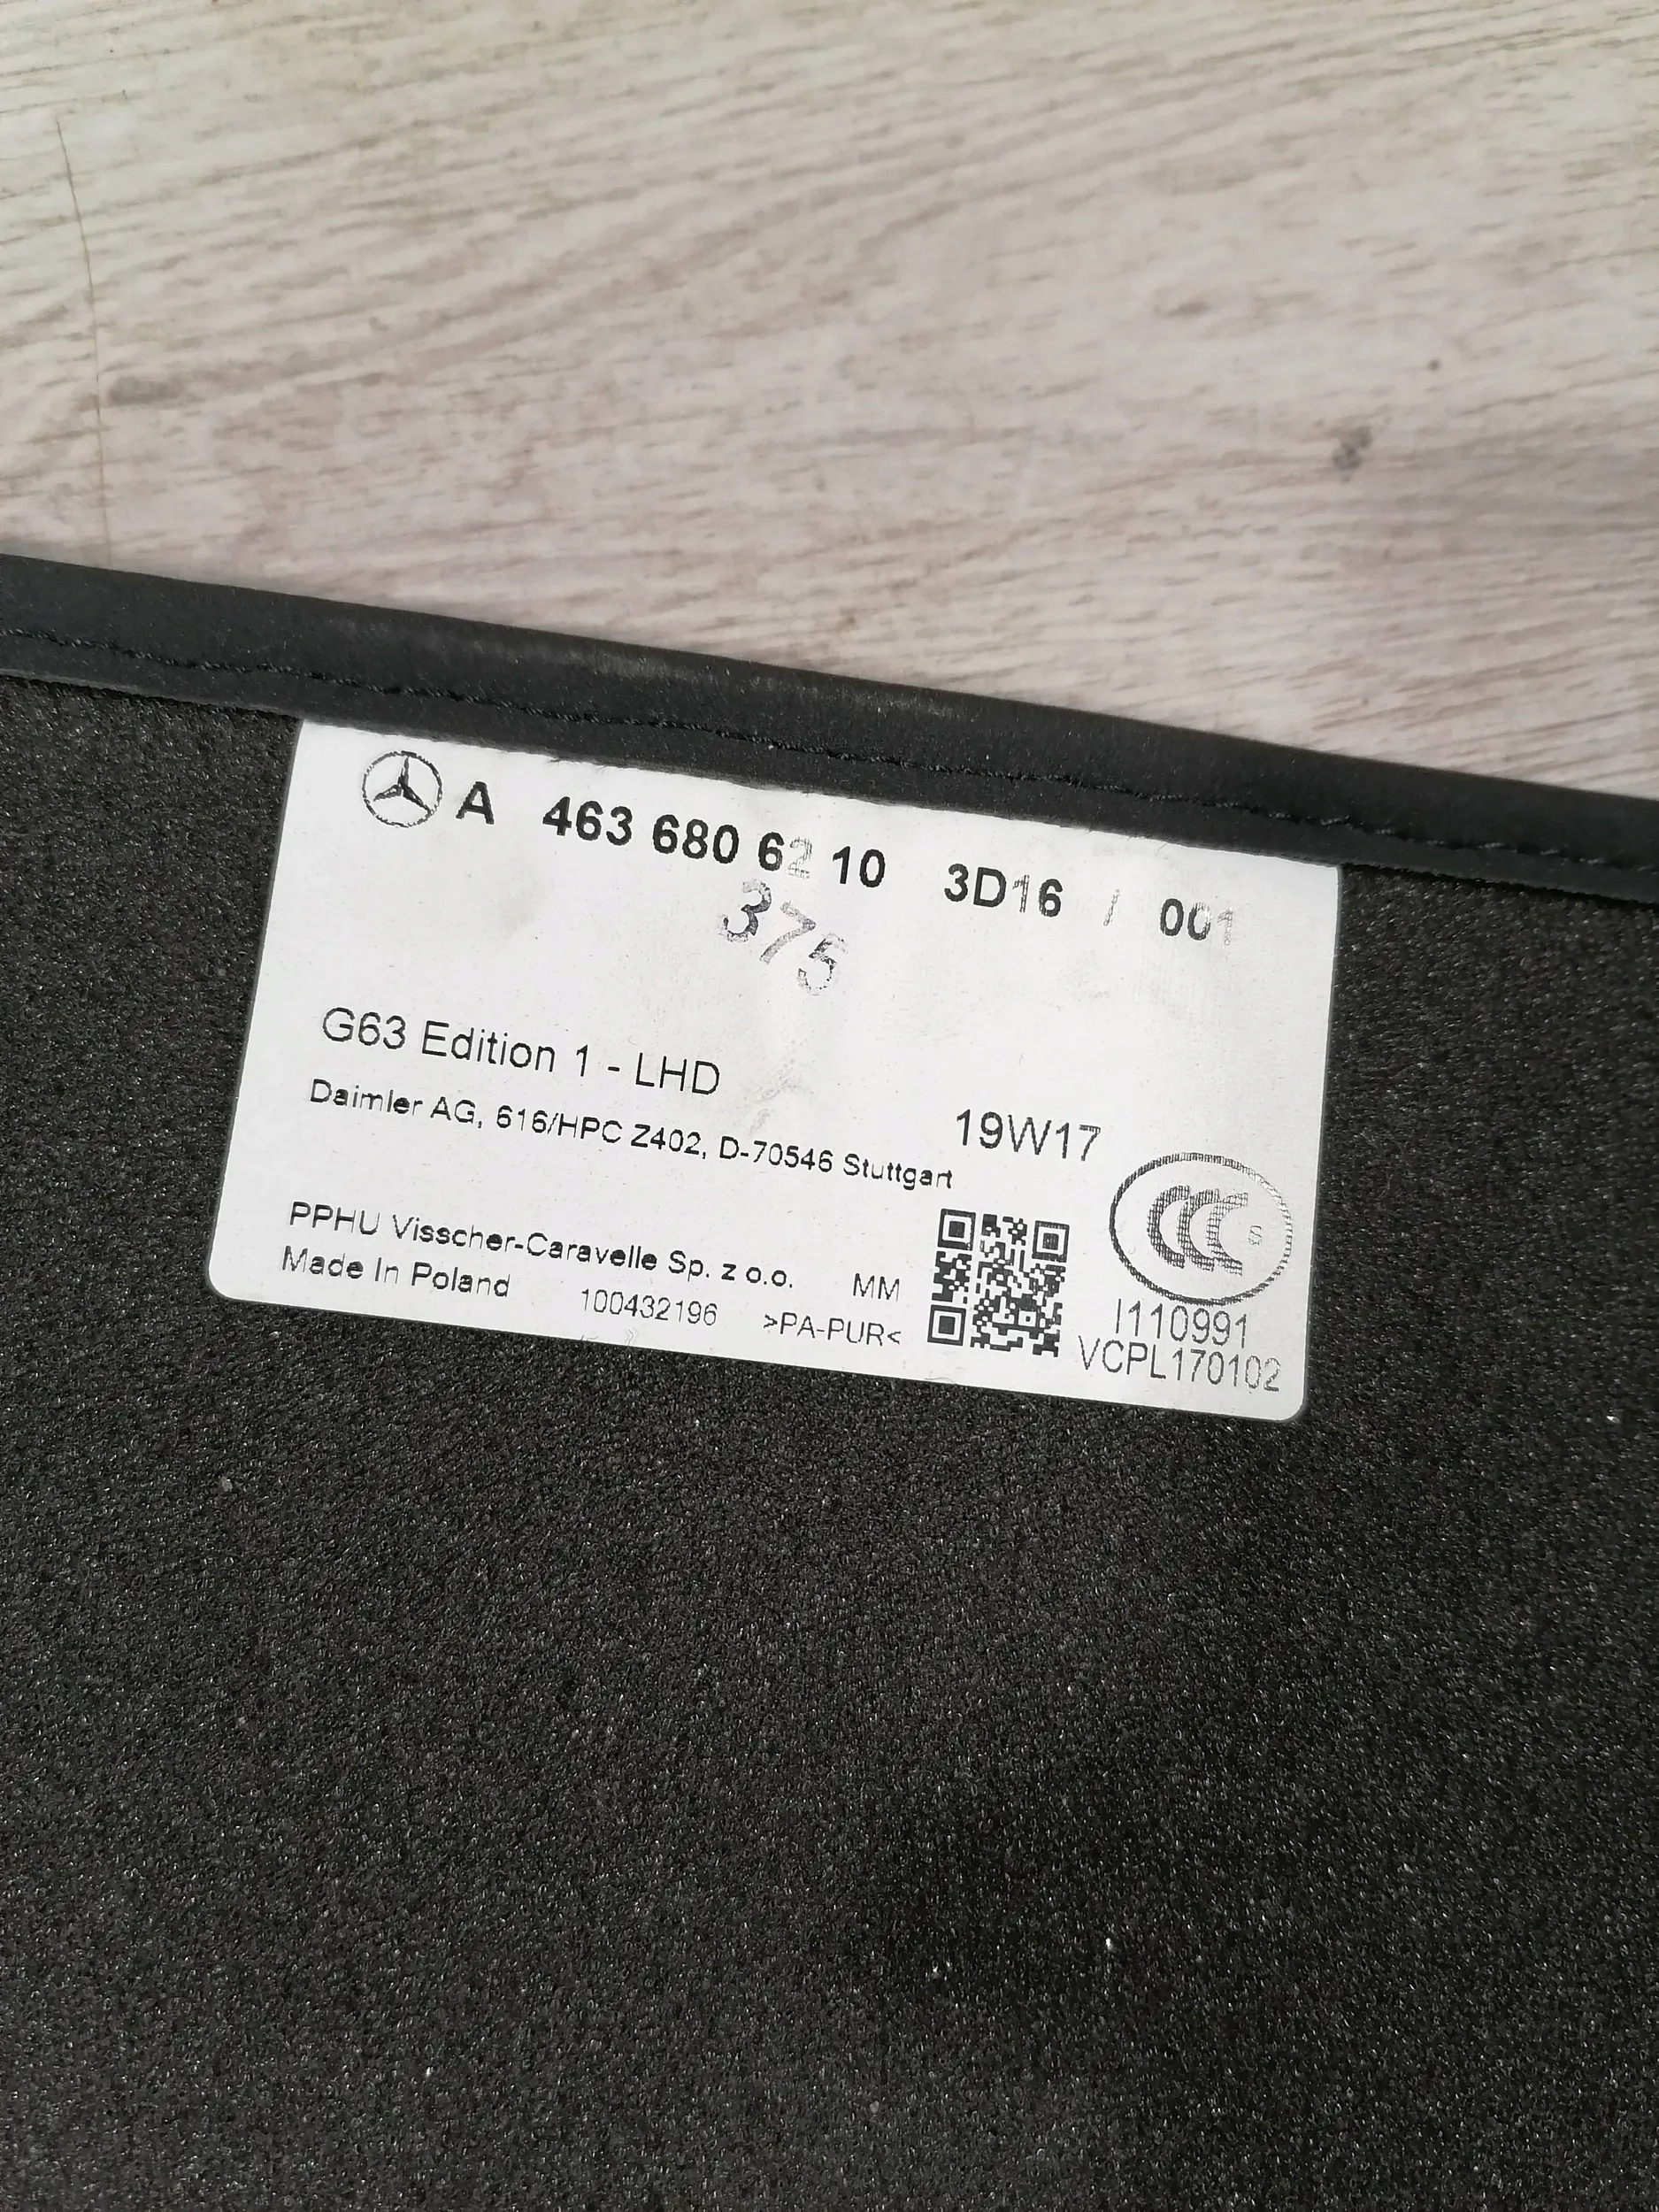 A 463 680 62 10 3D16 / 001
375
G63 Edition 1 - LHD
Daimler AG, 616/HPC Z402, D-70546 Stuttgart
19W17
CCC S
PPHU Visscher-Caravelle Sp. z o.o.
MM
Made In Poland 100432196 >PA-PUR<
I110991
VCPL170102